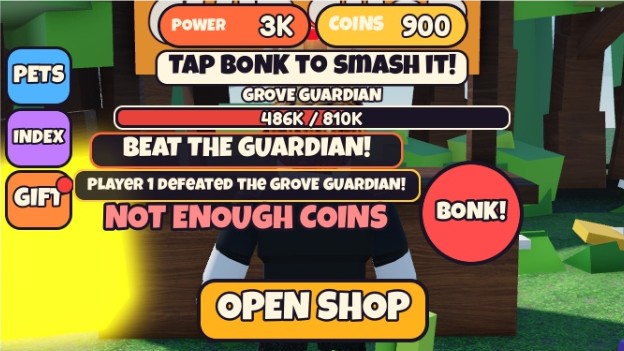 POWER 3K COINS 900
TAP BONK TO SMASH IT!
GROVE GUARDIAN
486K / 810K
PETS
BEAT THE GUARDIAN!
INDEX
PLAYER 1 DEFEATED THE GROVE GUARDIAN!
GIFT
NOT ENOUGH COINS
BONK!
OPEN SHOP